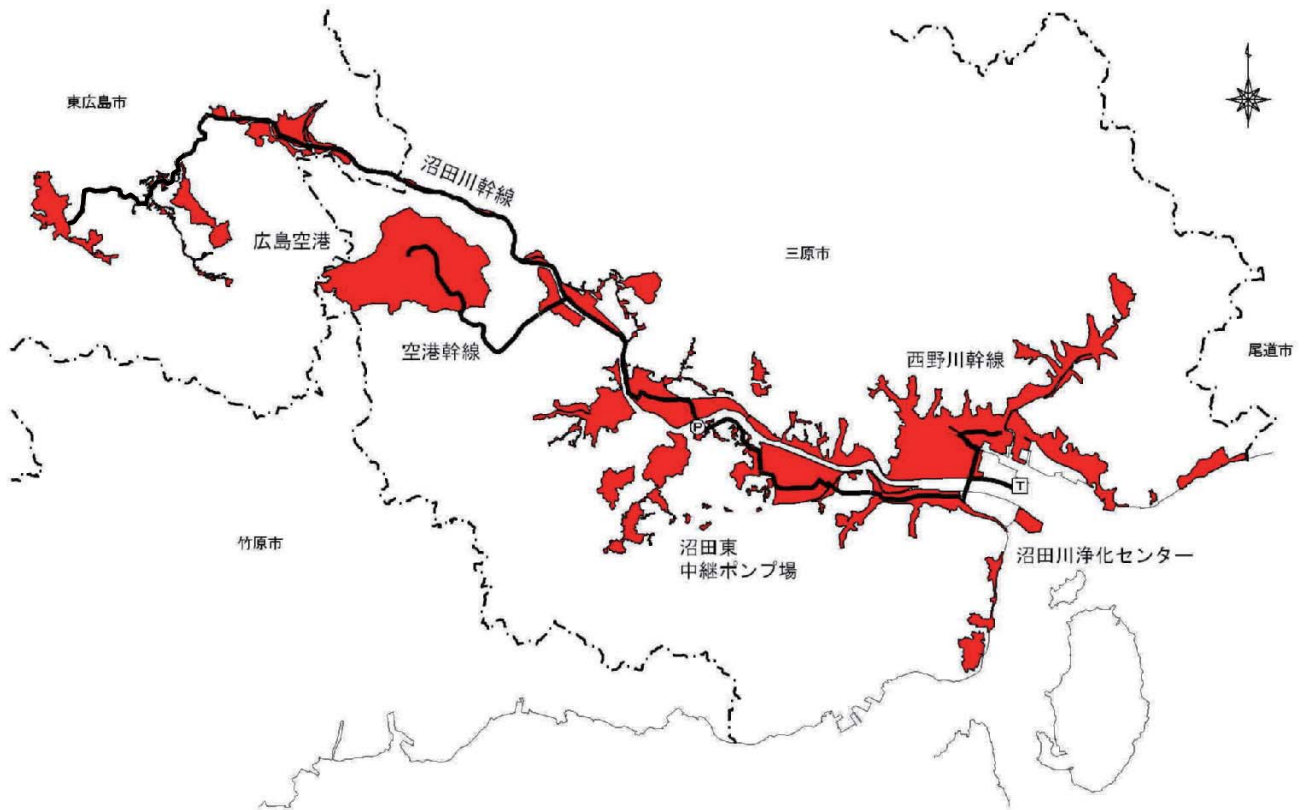 東広島市
沼田川幹線
広島空港
三原市
空港幹線
西野川幹線
尾道市
P
T
竹原市
沼田東
中継ポンプ場
沼田川浄化センター